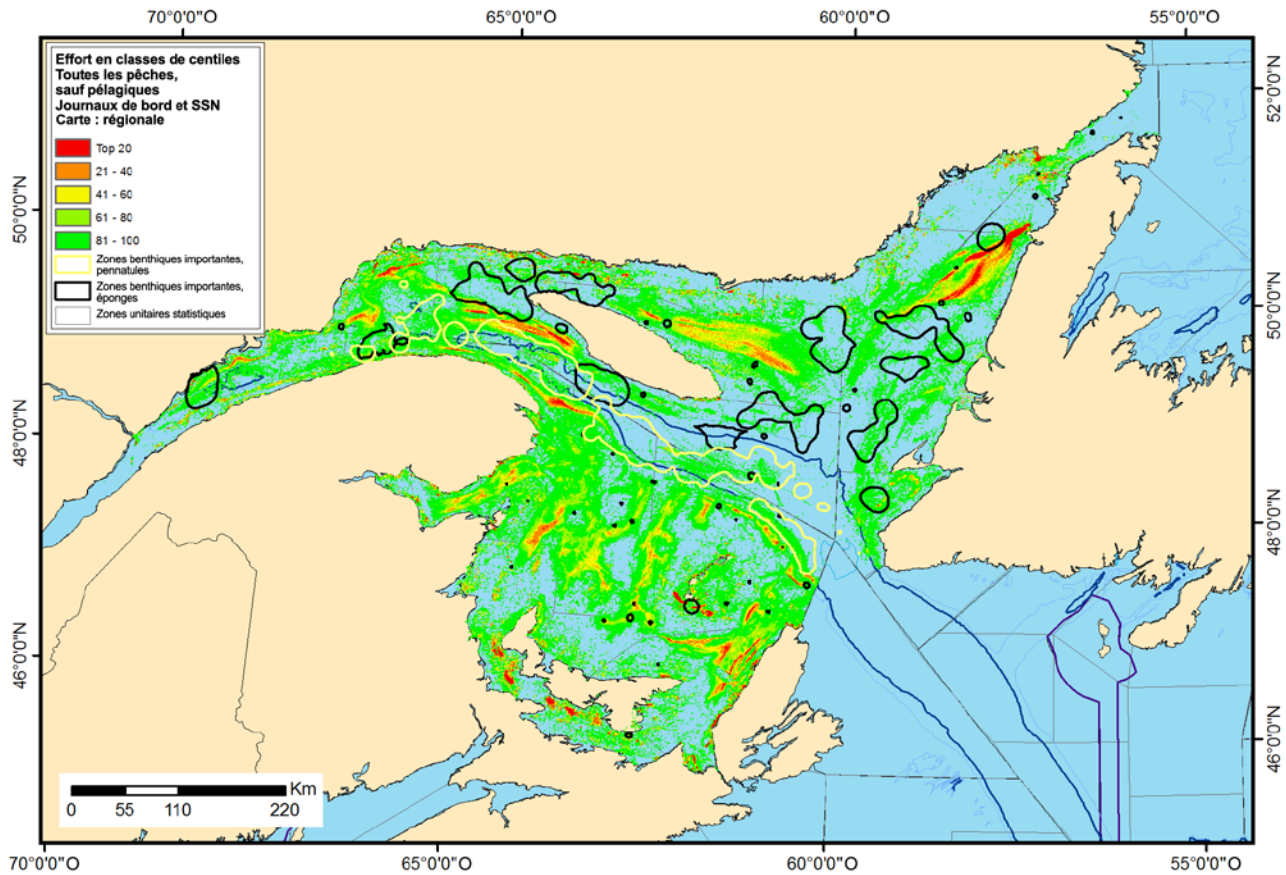 70°0'0"O 65°0'0"O 60°0'0"O 55°0'0"O
Effort en classes de centiles
Toutes les pêches,
sauf pélagiques
Journaux de bord et SSN
Carte : régionale
Top 20
21 - 40
41 - 60
61 - 80
81 - 100
Zones benthiques importantes,
pennatules
Zones benthiques importantes,
éponges
Zones unitaires statistiques
50°0'0"N
48°0'0"N
46°0'0"N
52°0'0"N
50°0'0"N
48°0'0"N
46°0'0"N
Km
0 55 110 220
70°0'0"O 65°0'0"O 60°0'0"O 55°0'0"O